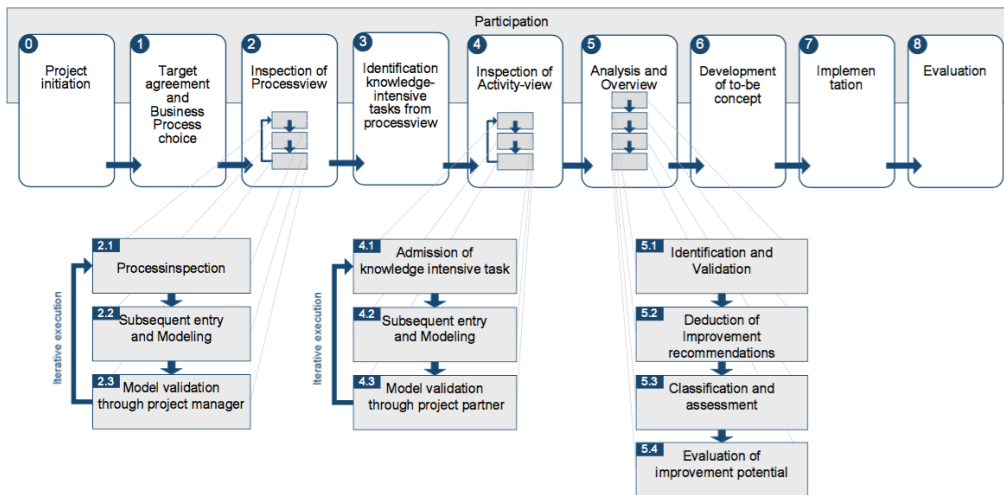 Participation
0
Project
initiation
1
Target
agreement
and
Business
Process
choice
2
Inspection of
Processview
3
Identification
knowledge-
intensive
tasks from
processview
4
Inspection of
Activity-view
5
Analysis and
Overview
6
Development
of to-be
concept
7
Implemen
tation
8
Evaluation
Iterative execution
2.1
Processinspection
2.2
Subsequent entry
and Modeling
2.3
Model validation
through project manager
Iterative execution
4.1
Admission of
knowledge intensive task
4.2
Subsequent entry
and Modeling
4.3
Model validation
through project partner
5.1
Identification and
Validation
5.2
Deduction of
Improvement
recommendations
5.3
Classification and
assessment
5.4
Evaluation of
improvement potential